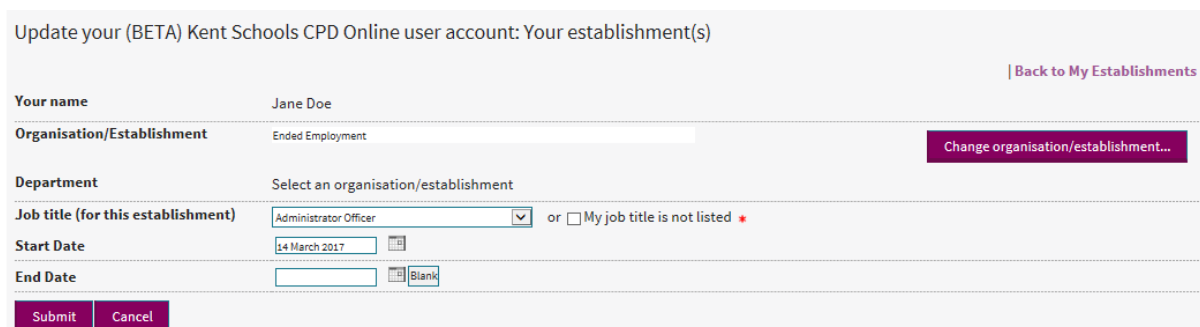 Update your (BETA) Kent Schools CPD Online user account: Your establishment(s)
| Back to My Establishments
Your name Jane Doe
Organisation/Establishment Ended Employment Change organisation/establishment...
Department Select an organisation/establishment
Job title (for this establishment) Administrator Officer or My job title is not listed *
Start Date 14 March 2017
End Date Blank
Submit Cancel